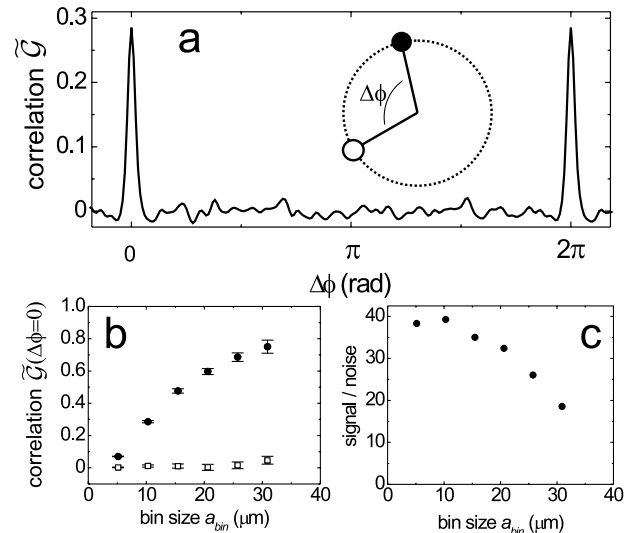 a
correlation G̃
0.3
0.2
0.1
0
Δϕ
0
π
2π
Δϕ (rad)
b
correlation G̃(Δϕ=0)
1.0
0.8
0.6
0.4
0.2
0
0
10
20
30
40
bin size a_bin (μm)
c
signal / noise
40
30
20
10
0
0
10
20
30
40
bin size a_bin (μm)